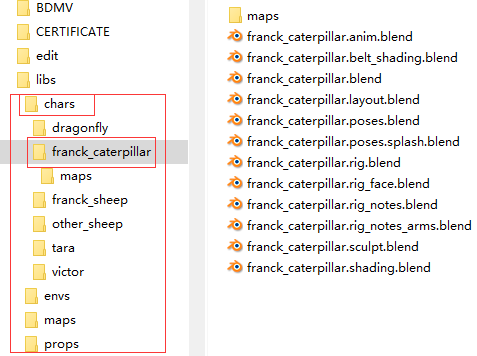 BDMV
CERTIFICATE
edit
libs
chars
dragonfly
franck_caterpillar
maps
franck_sheep
other_sheep
tara
victor
envs
maps
props
maps
franck_caterpillar.anim.blend
franck_caterpillar.belt_shading.blend
franck_caterpillar.blend
franck_caterpillar.layout.blend
franck_caterpillar.poses.blend
franck_caterpillar.poses.splash.blend
franck_caterpillar.rig.blend
franck_caterpillar.rig_face.blend
franck_caterpillar.rig_notes.blend
franck_caterpillar.rig_notes_arms.blend
franck_caterpillar.sculpt.blend
franck_caterpillar.shading.blend